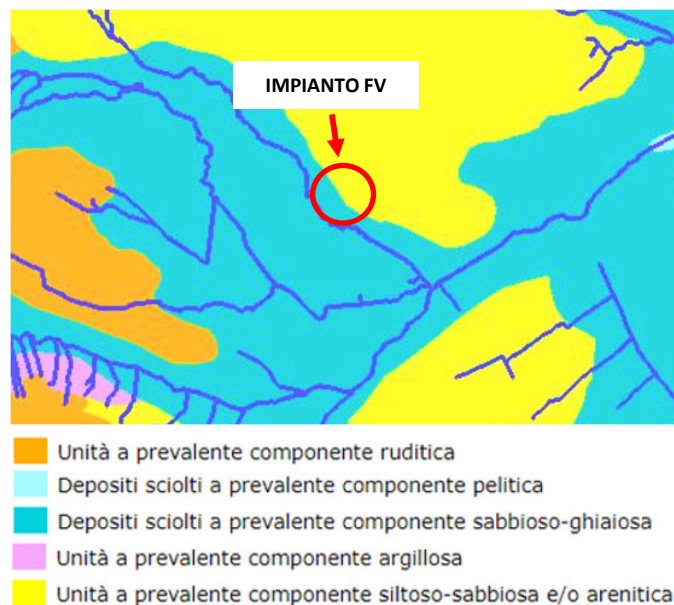 IMPIANTO FV
Unità a prevalente componente ruditica
Depositi sciolti a prevalente componente pelitica
Depositi sciolti a prevalente componente sabbioso-ghiaiosa
Unità a prevalente componente argillosa
Unità a prevalente componente siltoso-sabbiosa e/o arenitica